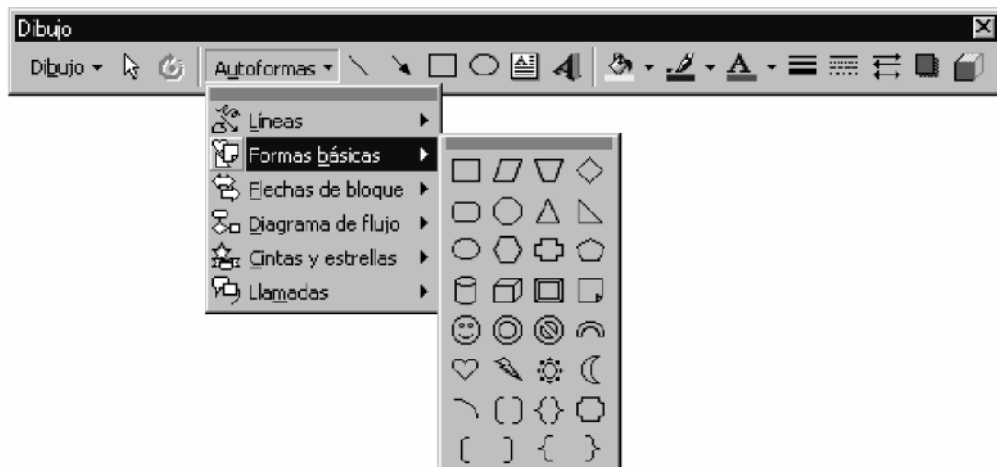 Dibujo
Dibujo Autoformas A
Líneas
Formas básicas
Flechas de bloque
Diagrama de flujo
Cintas y estrellas
Llamadas